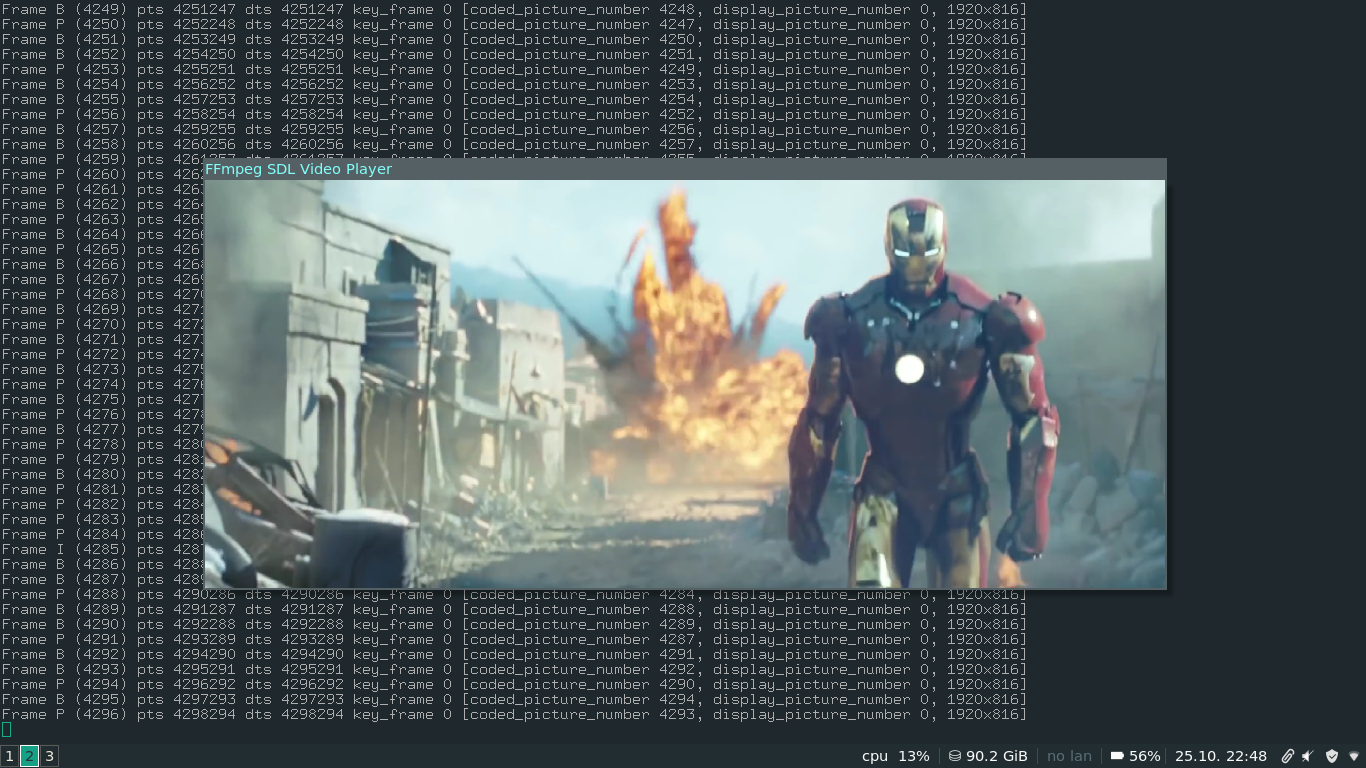 Frame B (4249) pts 4251247 dts 4251247 key_frame 0 [coded_picture_number 4248, display_picture_number 0, 1920x816]
Frame P (4250) pts 4252248 dts 4252248 key_frame 0 [coded_picture_number 4247, display_picture_number 0, 1920x816]
Frame B (4251) pts 4253249 dts 4253249 key_frame 0 [coded_picture_number 4250, display_picture_number 0, 1920x816]
Frame B (4252) pts 4254250 dts 4254250 key_frame 0 [coded_picture_number 4251, display_picture_number 0, 1920x816]
Frame P (4253) pts 4255251 dts 4255251 key_frame 0 [coded_picture_number 4249, display_picture_number 0, 1920x816]
Frame B (4254) pts 4256252 dts 4256252 key_frame 0 [coded_picture_number 4253, display_picture_number 0, 1920x816]
Frame B (4255) pts 4257253 dts 4257253 key_frame 0 [coded_picture_number 4254, display_picture_number 0, 1920x816]
Frame P (4256) pts 4258254 dts 4258254 key_frame 0 [coded_picture_number 4252, display_picture_number 0, 1920x816]
Frame B (4257) pts 4259255 dts 4259255 key_frame 0 [coded_picture_number 4256, display_picture_number 0, 1920x816]
Frame B (4258) pts 4260256 dts 4260256 key_frame 0 [coded_picture_number 4257, display_picture_number 0, 1920x816]
Frame P (4259) pts 4261257 dts 4261257 key_frame 0 [coded_picture_number 4255, display_picture_number 0, 1920x816]
FFmpeg SDL Video Player
Frame P (4260) pts
Frame P (4261) pts
Frame B (4262) pts
Frame P (4263) pts
Frame B (4264) pts
Frame P (4265) pts
Frame B (4266) pts
Frame B (4267) pts
Frame P (4268) pts
Frame B (4269) pts
Frame P (4270) pts
Frame B (4271) pts
Frame P (4272) pts
Frame B (4273) pts
Frame P (4274) pts
Frame B (4275) pts
Frame P (4276) pts
Frame B (4277) pts
Frame P (4278) pts
Frame P (4279) pts
Frame B (4280) pts
Frame P (4281) pts
Frame P (4282) pts
Frame P (4283) pts
Frame P (4284) pts
Frame I (4285) pts
Frame B (4286) pts
Frame B (4287) pts
Frame P (4288) pts 4290286 dts 4290286 key_frame 0 [coded_picture_number 4284, display_picture_number 0, 1920x816]
Frame B (4289) pts 4291287 dts 4291287 key_frame 0 [coded_picture_number 4288, display_picture_number 0, 1920x816]
Frame B (4290) pts 4292288 dts 4292288 key_frame 0 [coded_picture_number 4289, display_picture_number 0, 1920x816]
Frame P (4291) pts 4293289 dts 4293289 key_frame 0 [coded_picture_number 4287, display_picture_number 0, 1920x816]
Frame B (4292) pts 4294290 dts 4294290 key_frame 0 [coded_picture_number 4291, display_picture_number 0, 1920x816]
Frame B (4293) pts 4295291 dts 4295291 key_frame 0 [coded_picture_number 4292, display_picture_number 0, 1920x816]
Frame P (4294) pts 4296292 dts 4296292 key_frame 0 [coded_picture_number 4290, display_picture_number 0, 1920x816]
Frame B (4295) pts 4297293 dts 4297293 key_frame 0 [coded_picture_number 4294, display_picture_number 0, 1920x816]
Frame P (4296) pts 4298294 dts 4298294 key_frame 0 [coded_picture_number 4293, display_picture_number 0, 1920x816]
1 2 3 cpu 13% 90.2 GiB no lan 56% 25.10. 22:48